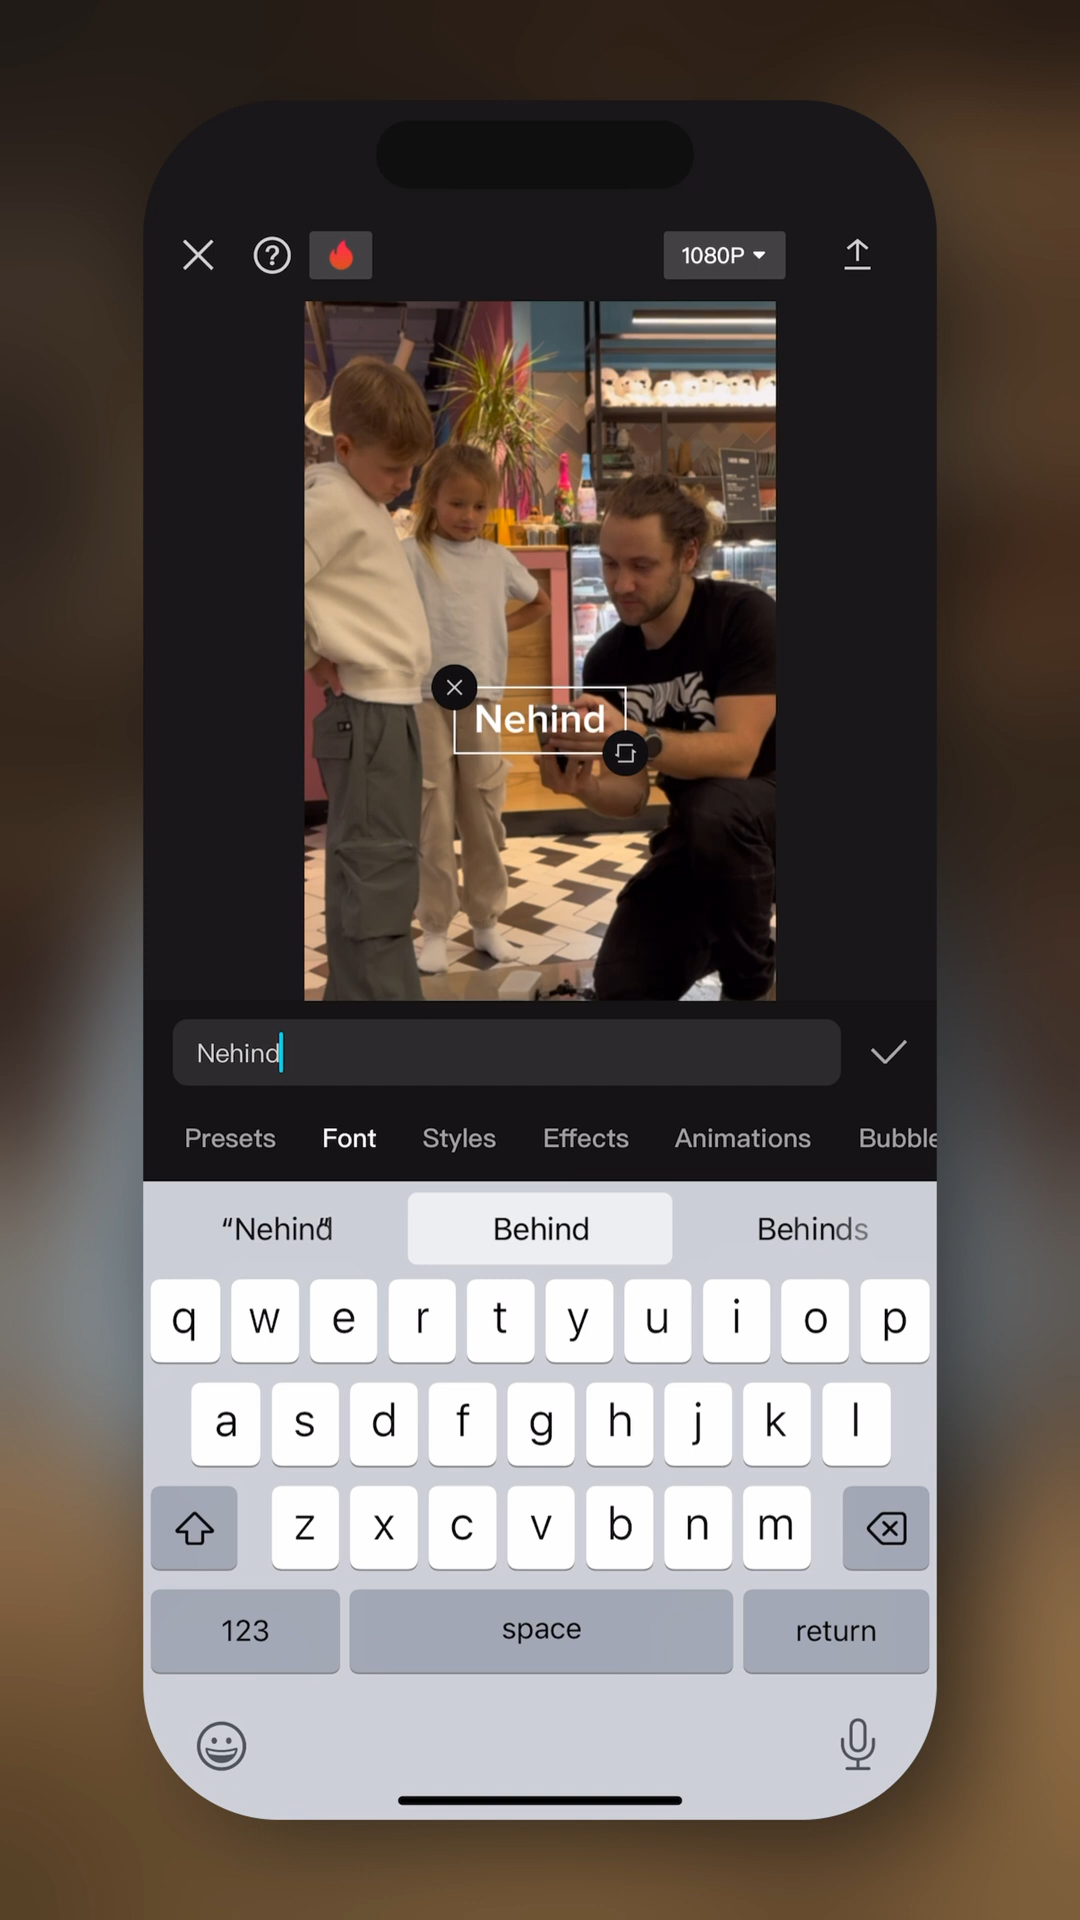 1080P
Nehind
Nehind
Presets Font Styles Effects Animations Bubble
“Nehind” Behind Behinds
q w e r t y u i o p
a s d f g h j k l
z x c v b n m
123 space return